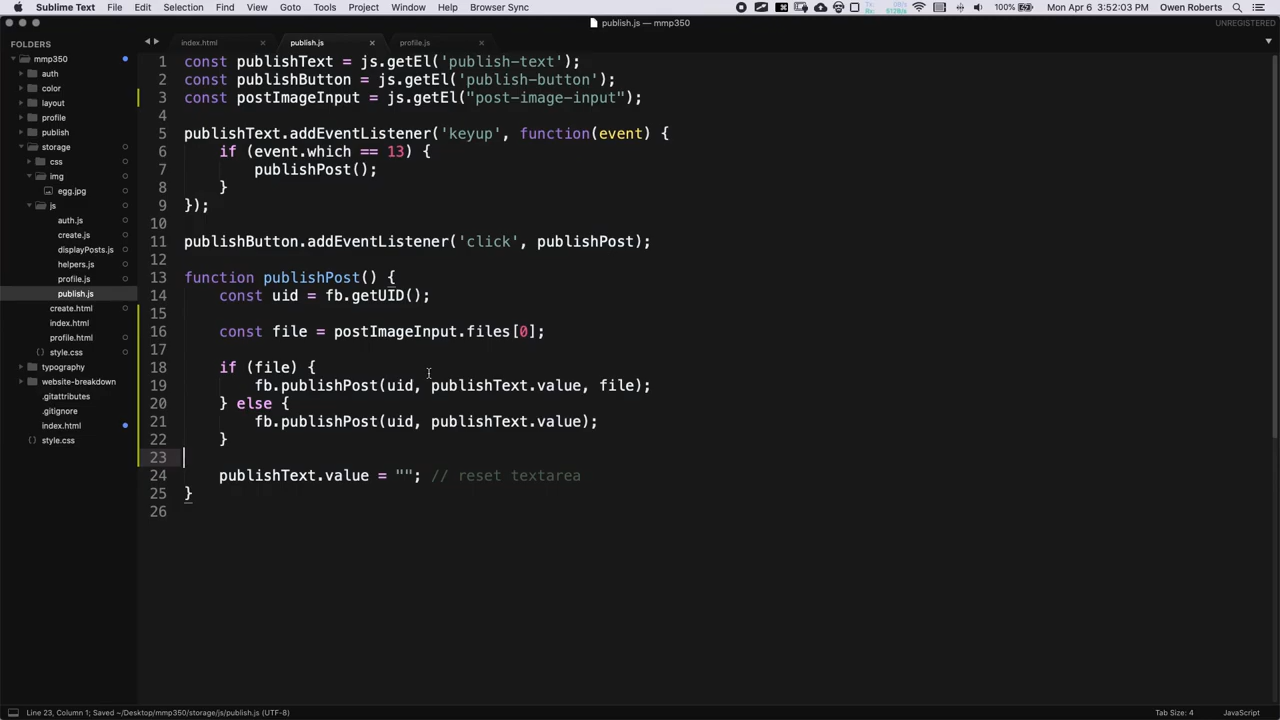 Sublime Text File Edit Selection Find View Goto Tools Project Window Help Browser Sync 100% Mon Apr 6 3:52:03 PM Owen Roberts
publish.js — mmp350
UNREGISTERED
FOLDERS
mmp350
auth
color
layout
profile
publish
storage
css
img
egg.jpg
js
auth.js
create.js
displayPosts.js
helpers.js
profile.js
publish.js
create.html
index.html
profile.html
style.css
typography
website-breakdown
.gitattributes
.gitignore
index.html
style.css
index.html publish.js profile.js
1 const publishText = js.getEl('publish-text');
2 const publishButton = js.getEl('publish-button');
3 const postImageInput = js.getEl("post-image-input");
4
5 publishText.addEventListener('keyup', function(event) {
6 if (event.which == 13) {
7 publishPost();
8 }
9 });
10
11 publishButton.addEventListener('click', publishPost);
12
13 function publishPost() {
14 const uid = fb.getUID();
15
16 const file = postImageInput.files[0];
17
18 if (file) {
19 fb.publishPost(uid, publishText.value, file);
20 } else {
21 fb.publishPost(uid, publishText.value);
22 }
23
24 publishText.value = ""; // reset textarea
25 }
26
Line 23, Column 1; Saved ~/Desktop/mmp350/storage/js/publish.js (UTF-8)
Tab Size: 4
JavaScript